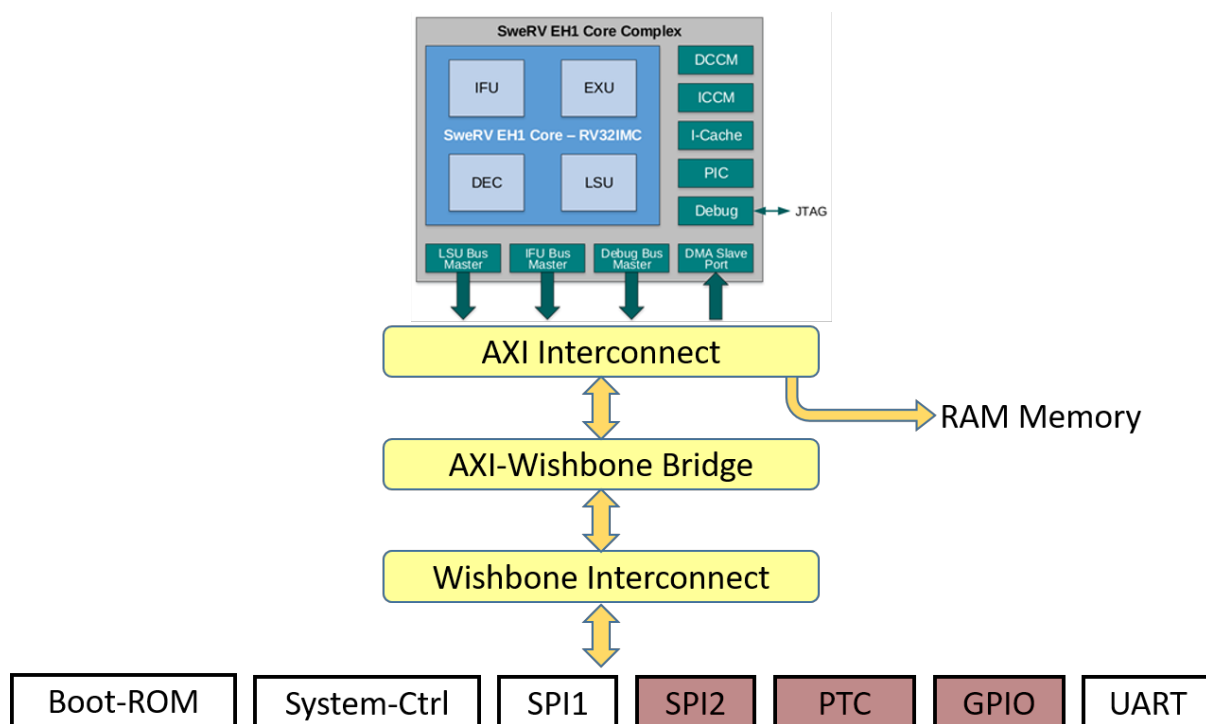 SweRV EH1 Core Complex
IFU
EXU
SweRV EH1 Core – RV32IMC
DEC
LSU
DCCM
ICCM
I-Cache
PIC
Debug
JTAG
LSU Bus
Master
IFU Bus
Master
Debug Bus
Master
DMA Slave
Port
AXI Interconnect
RAM Memory
AXI-Wishbone Bridge
Wishbone Interconnect
Boot-ROM
System-Ctrl
SPI1
SPI2
PTC
GPIO
UART